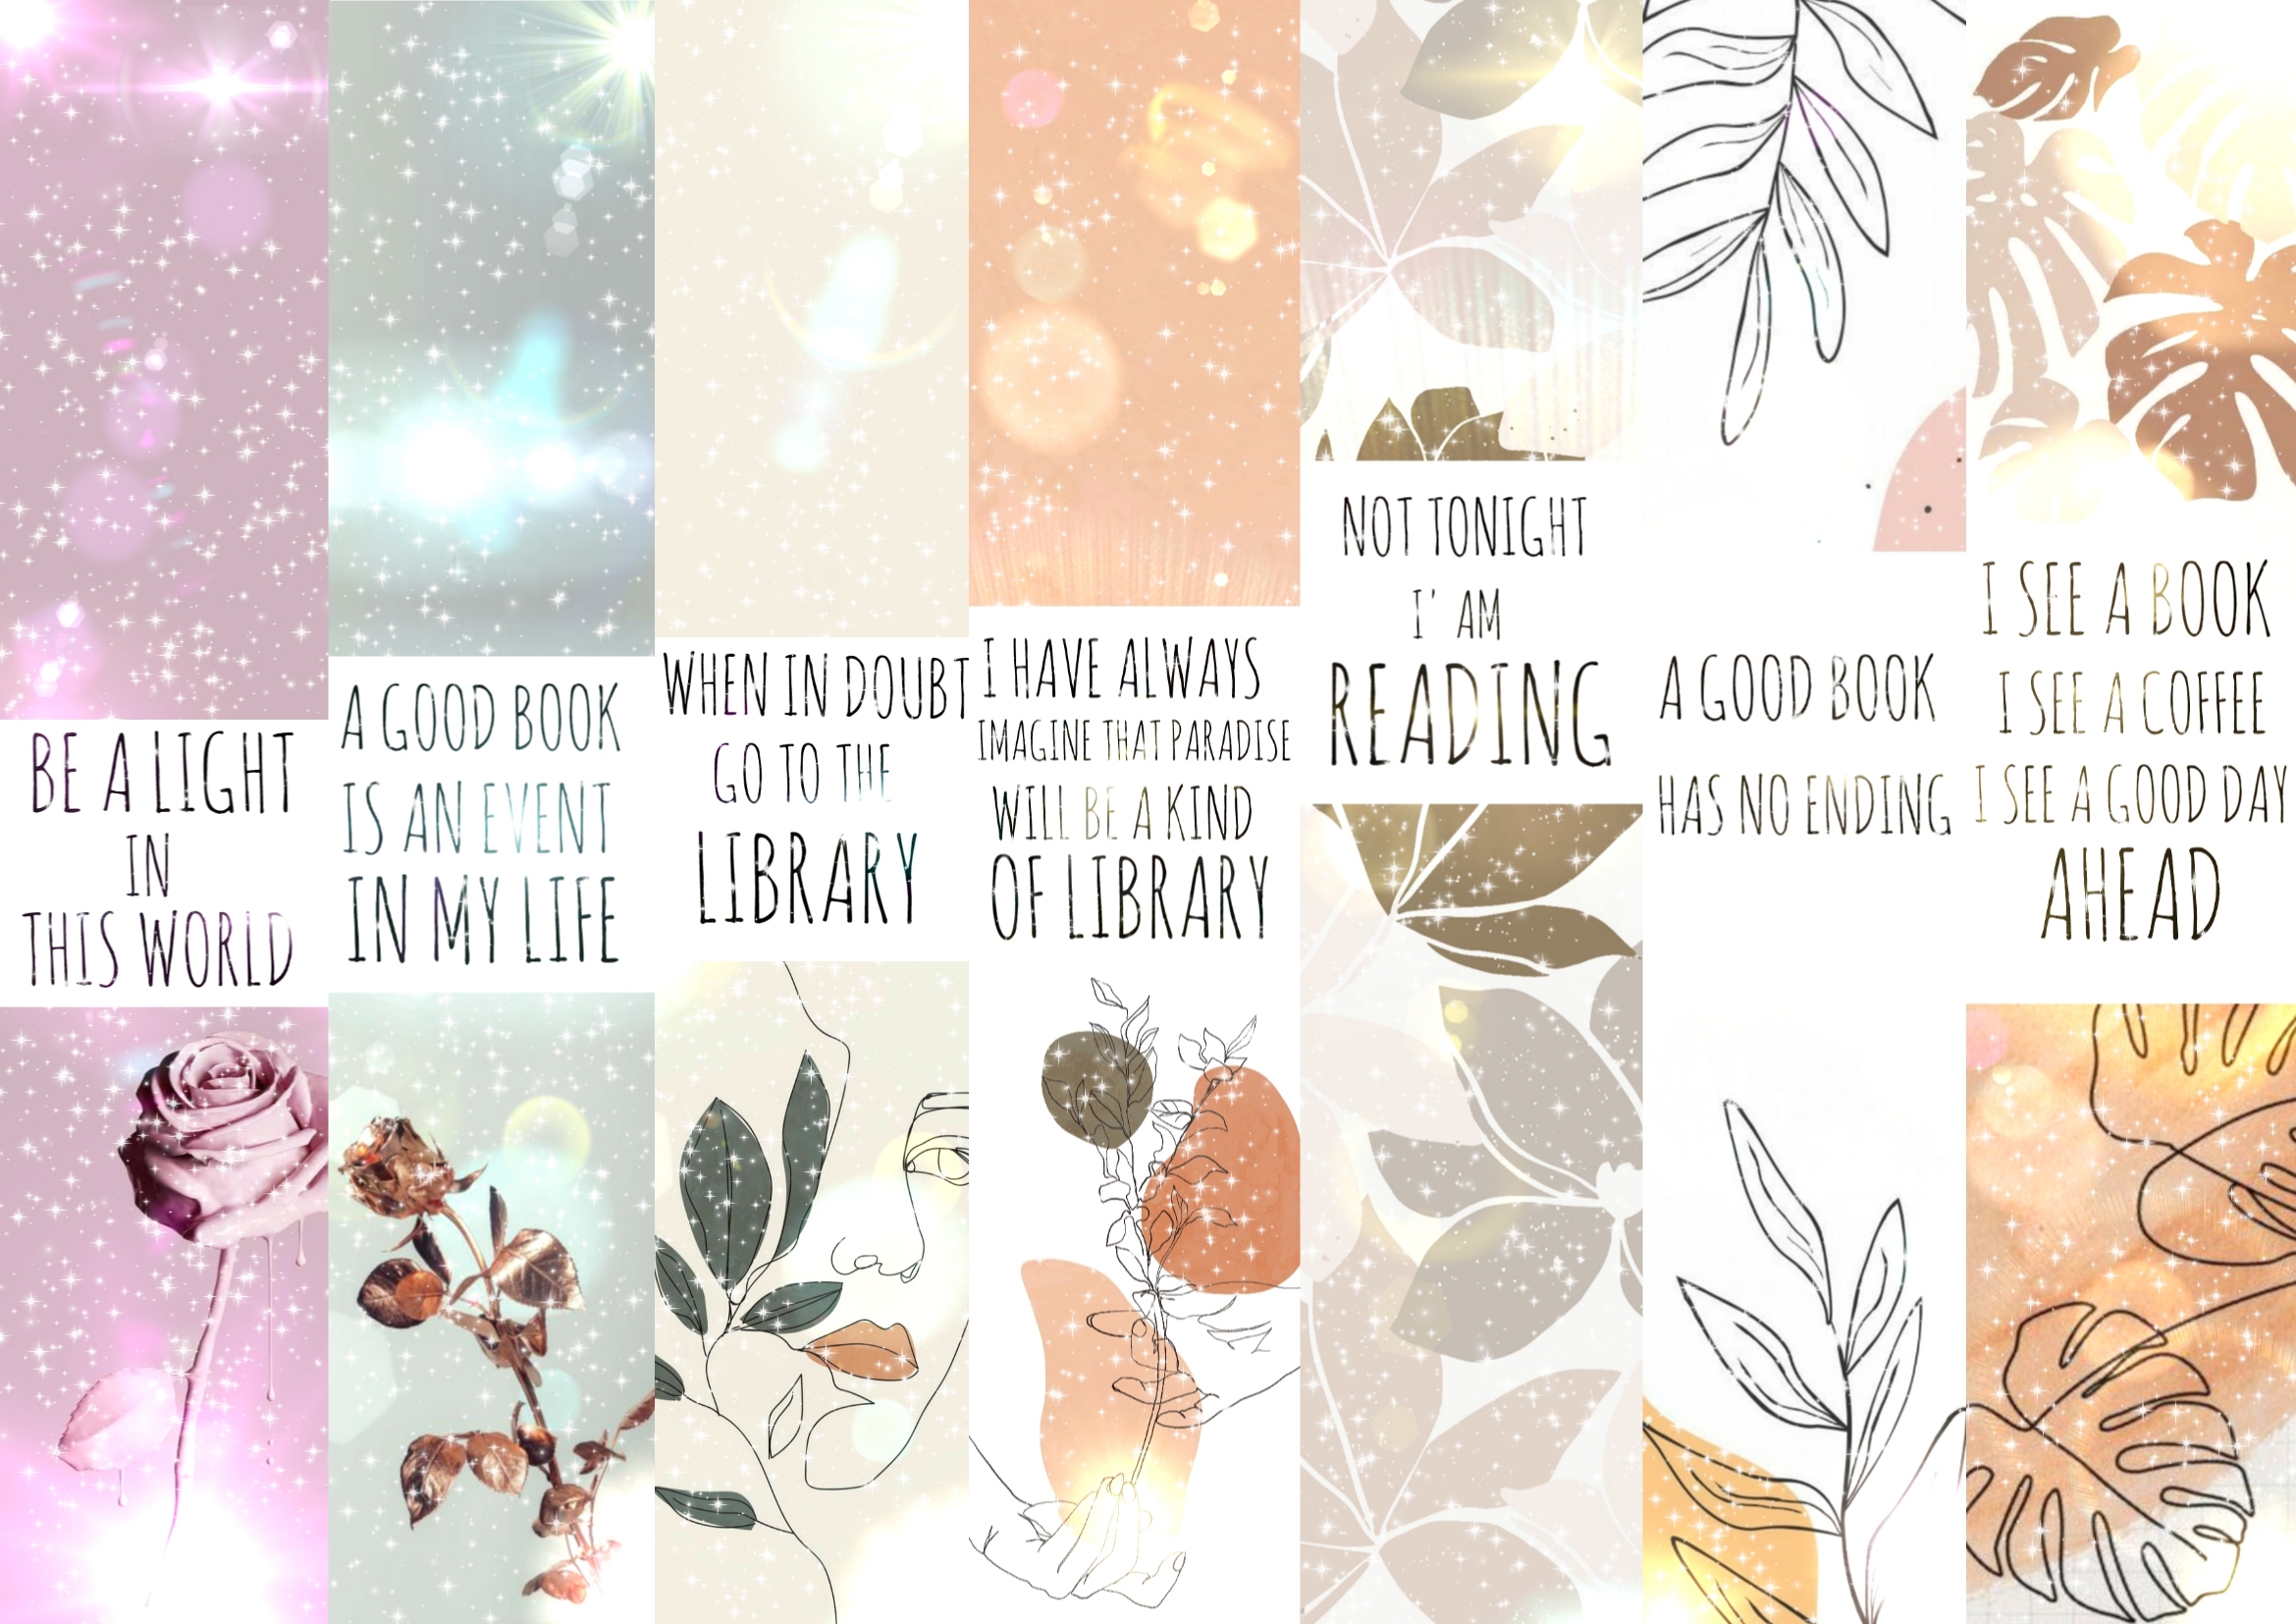 BE A LIGHT
IN
THIS WORLD
A GOOD BOOK
IS AN EVENT
IN MY LIFE
WHEN IN DOUBT
GO TO THE
LIBRARY
I HAVE ALWAYS
IMAGINE THAT PARADISE
WILL BE A KIND
OF LIBRARY
NOT TONIGHT
I' AM
READING
A GOOD BOOK
HAS NO ENDING
I SEE A BOOK
I SEE A COFFEE
I SEE A GOOD DAY
AHEAD